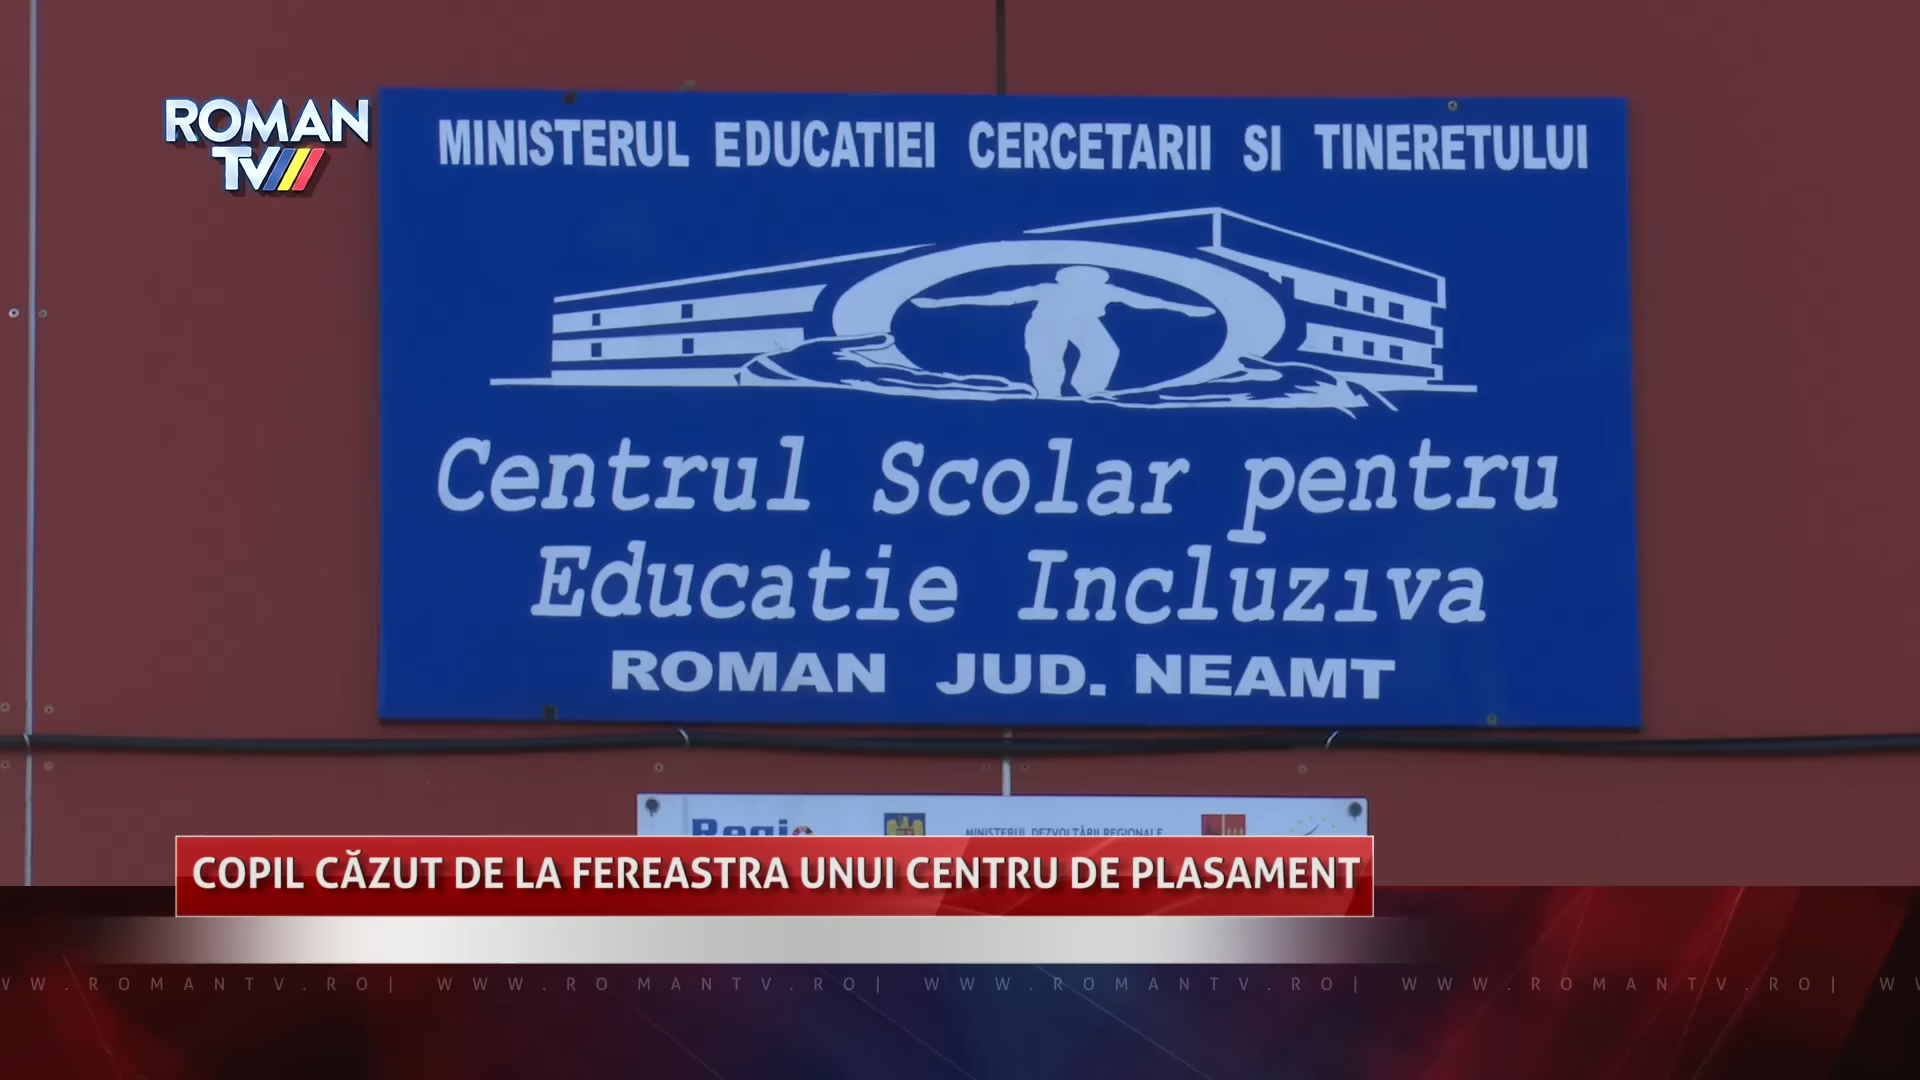 ROMAN
TV
MINISTERUL EDUCATIEI CERCETARII SI TINERETULUI
Centrul Scolar pentru
Educatie Incluziva
ROMAN JUD. NEAMT
Regio
MINISTERUL DEZVOLTĂRII REGIONALE
COPIL CĂZUT DE LA FEREASTRA UNUI CENTRU DE PLASAMENT
WWW.ROMANTV.RO| WWW.ROMANTV.RO| WWW.ROMANTV.RO| WWW.ROMANTV.RO|